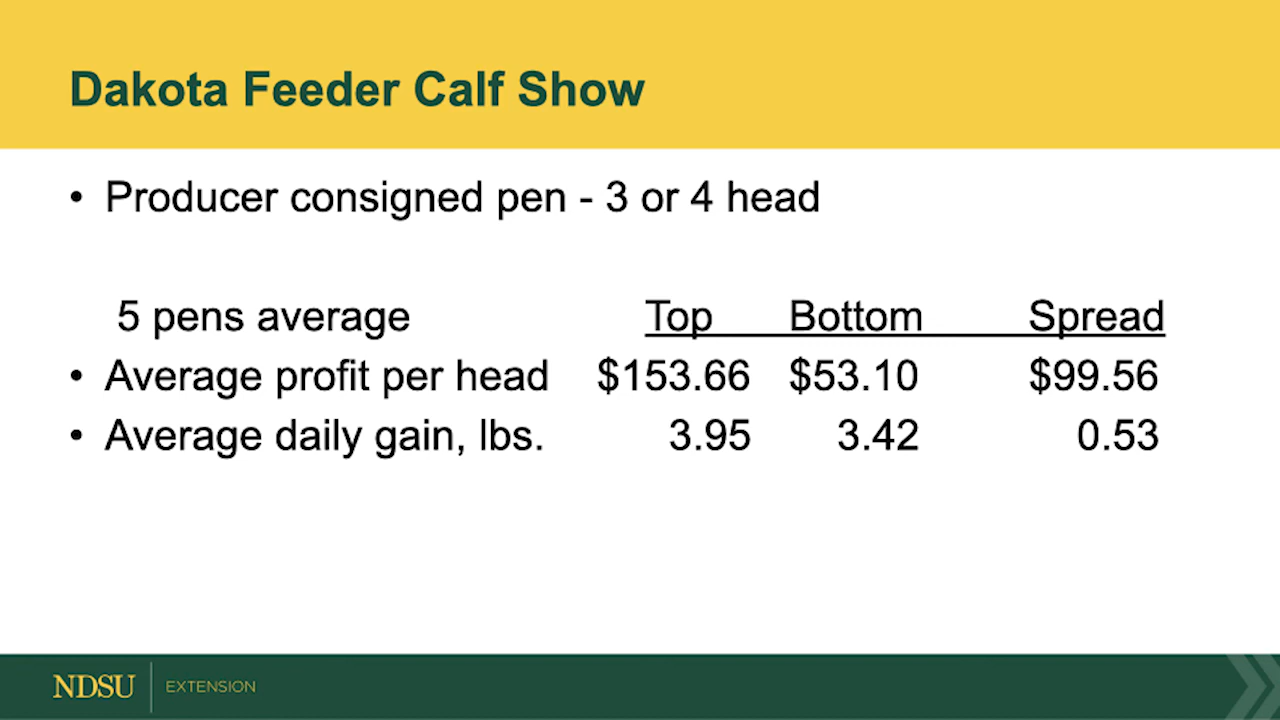 Dakota Feeder Calf Show
• Producer consigned pen - 3 or 4 head
5 pens average Top Bottom Spread
• Average profit per head $153.66 $53.10 $99.56
• Average daily gain, lbs. 3.95 3.42 0.53
NDSU EXTENSION